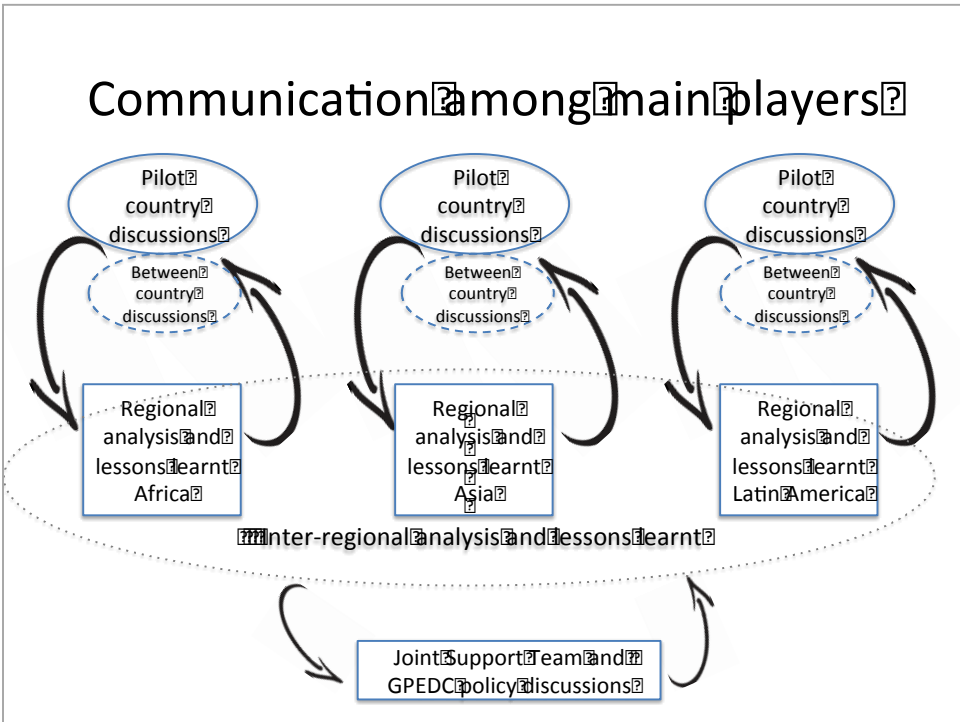 Communication among main players
Pilot
country
discussions
Between
country
discussions
Pilot
country
discussions
Between
country
discussions
Pilot
country
discussions
Between
country
discussions
Regional
analysis and
lessons learnt
Africa
Regional
analysis and
lessons learnt
Asia
Regional
analysis and
lessons learnt
Latin America
Inter-regional analysis and lessons learnt
Joint Support Team and
GPEDC policy discussions